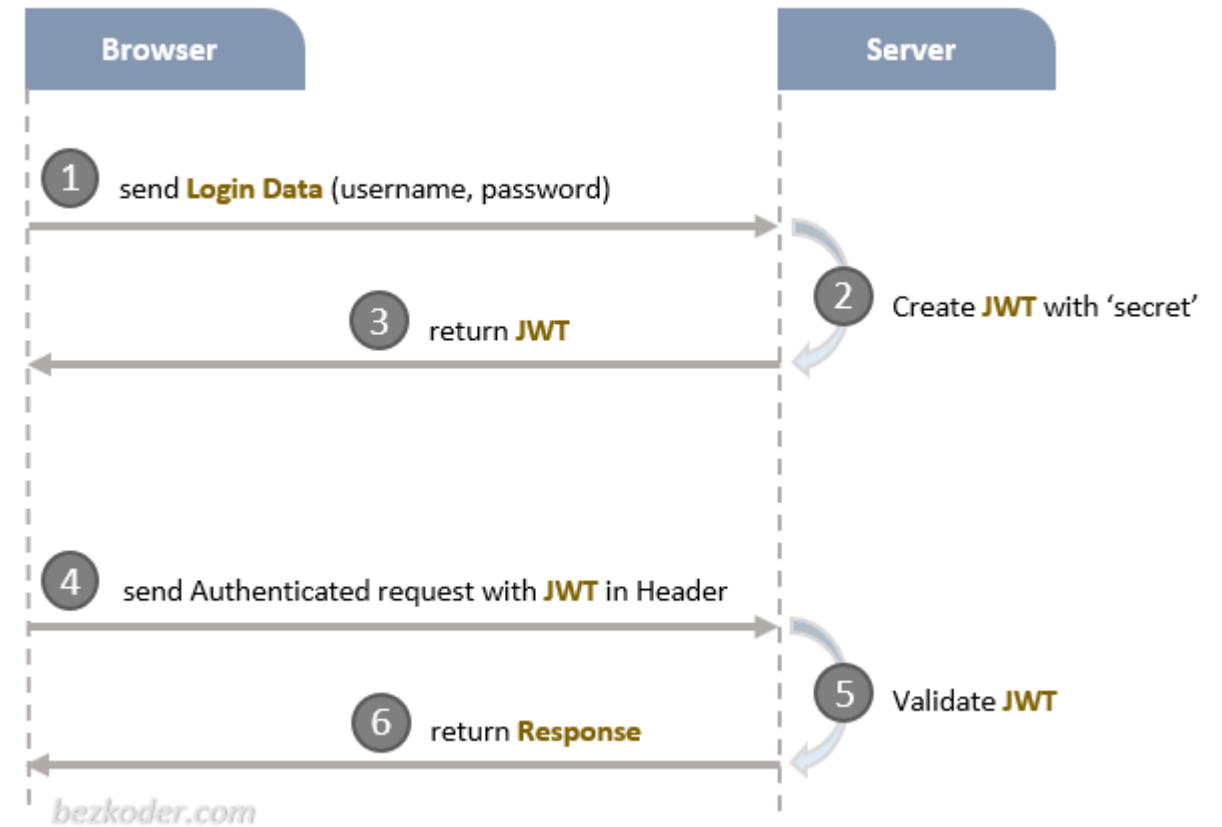 Browser
Server
1
send Login Data (username, password)
2
Create JWT with ‘secret’
3
return JWT
4
send Authenticated request with JWT in Header
5
Validate JWT
6
return Response
bezkoder.com